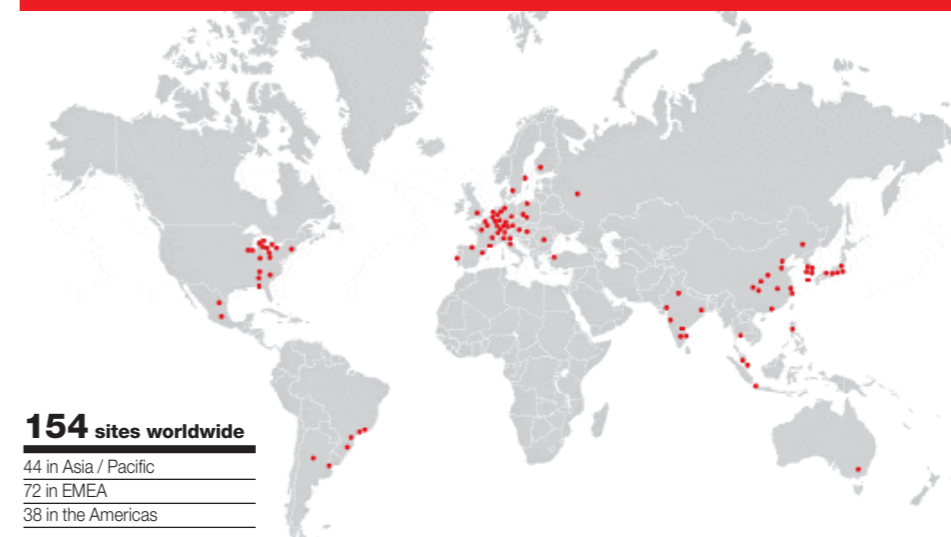 154 sites worldwide
44 in Asia / Pacific
72 in EMEA
38 in the Americas